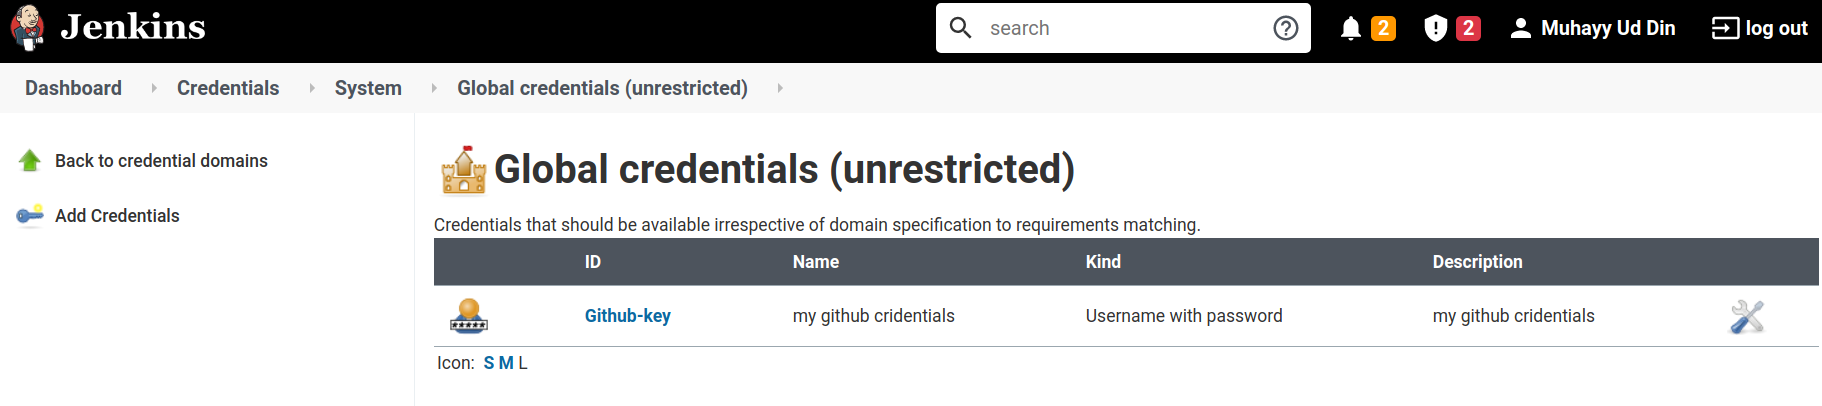 Jenkins search 2 2 Muhayy Ud Din log out
Dashboard Credentials System Global credentials (unrestricted)
Back to credential domains
Add Credentials
Global credentials (unrestricted)
Credentials that should be available irrespective of domain specification to requirements matching.
ID Name Kind Description
Github-key my github cridentials Username with password my github cridentials
Icon: S M L